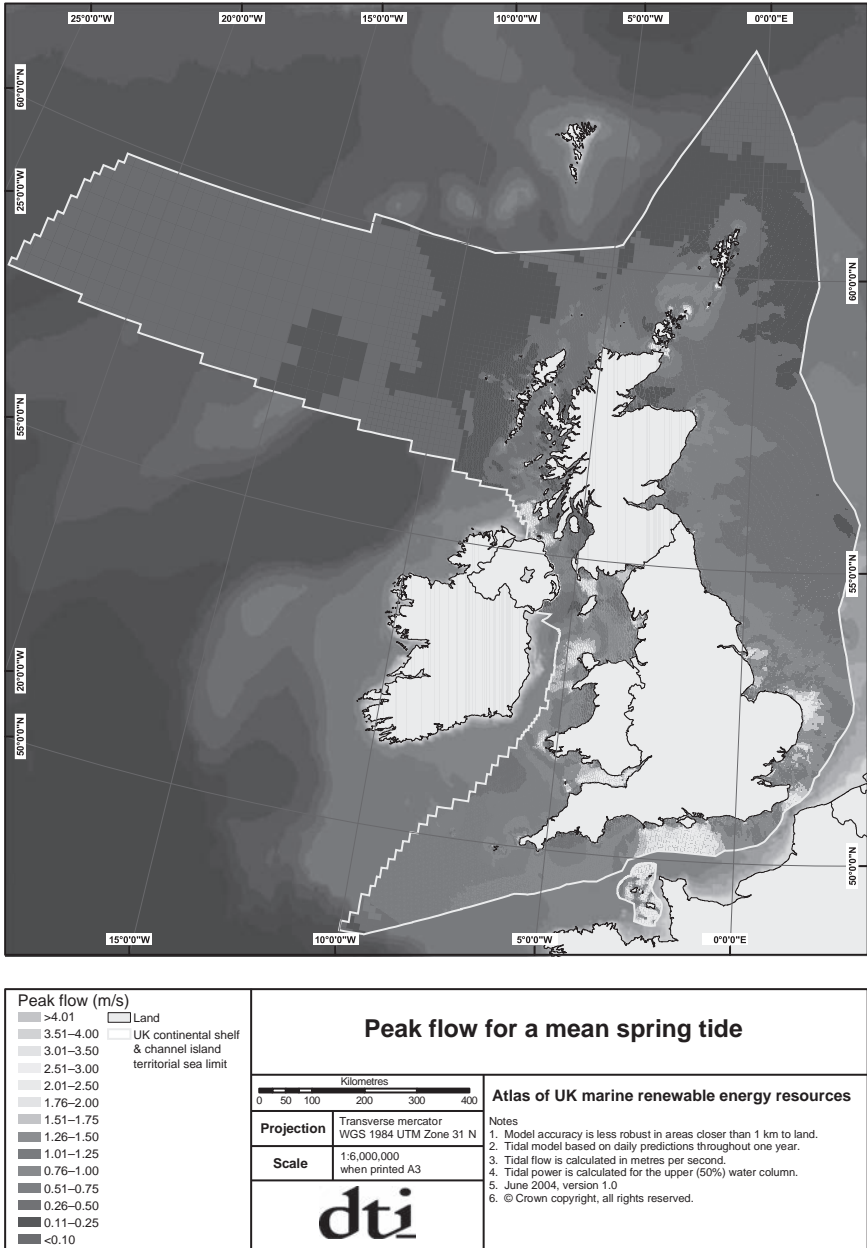 25°0'0"W
20°0'0"W
15°0'0"W
10°0'0"W
5°0'0"W
0°0'0"E
60°0'0"N
25°0'0"W
55°0'0"N
20°0'0"W
50°0'0"N
60°0'0"N
55°0'0"N
50°0'0"N
15°0'0"W
10°0'0"W
5°0'0"W
0°0'0"E
Peak flow (m/s)
>4.01
3.51–4.00
3.01–3.50
2.51–3.00
2.01–2.50
1.76–2.00
1.51–1.75
1.26–1.50
1.01–1.25
0.76–1.00
0.51–0.75
0.26–0.50
0.11–0.25
<0.10
Land
UK continental shelf
& channel island
territorial sea limit
Peak flow for a mean spring tide
Kilometres
0 50 100 200 300 400
Projection
Transverse mercator
WGS 1984 UTM Zone 31 N
Scale
1:6,000,000
when printed A3
dti
Atlas of UK marine renewable energy resources
Notes
1. Model accuracy is less robust in areas closer than 1 km to land.
2. Tidal model based on daily predictions throughout one year.
3. Tidal flow is calculated in metres per second.
4. Tidal power is calculated for the upper (50%) water column.
5. June 2004, version 1.0
6. © Crown copyright, all rights reserved.